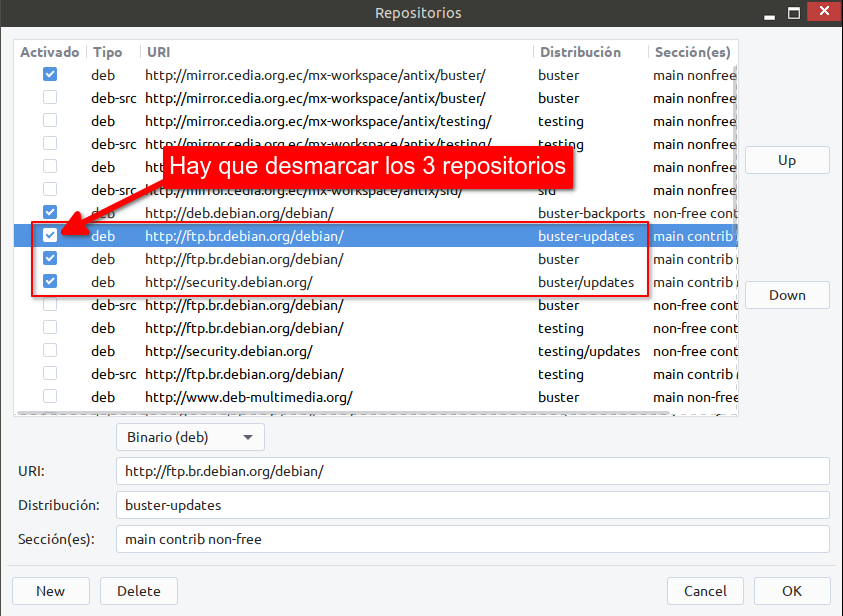 Repositorios
Activado Tipo URI Distribución Sección(es)
deb http://mirror.cedia.org.ec/mx-workspace/antix/buster/ buster main nonfree
deb-src http://mirror.cedia.org.ec/mx-workspace/antix/buster/ buster main nonfree
deb http://mirror.cedia.org.ec/mx-workspace/antix/testing/ testing main nonfree
deb-src http://mirror.cedia.org.ec/mx-workspace/antix/testing/ testing main nonfree
Hay que desmarcar los 3 repositorios
deb main nonfree
deb-src http://mirror.cedia.org.ec/mx-workspace/antix/sid/ sid main nonfree
deb http://deb.debian.org/debian/ buster-backports non-free cont
deb http://ftp.br.debian.org/debian/ buster-updates main contrib
deb http://ftp.br.debian.org/debian/ buster main contrib
deb http://security.debian.org/ buster/updates main contrib
deb-src http://ftp.br.debian.org/debian/ buster non-free cont
deb http://ftp.br.debian.org/debian/ testing non-free cont
deb http://security.debian.org/ testing/updates non-free cont
deb-src http://ftp.br.debian.org/debian/ testing main contrib
deb http://www.deb-multimedia.org/ buster main non-free
Up
Down
Binario (deb)
URI: http://ftp.br.debian.org/debian/
Distribución: buster-updates
Sección(es): main contrib non-free
New Delete Cancel OK